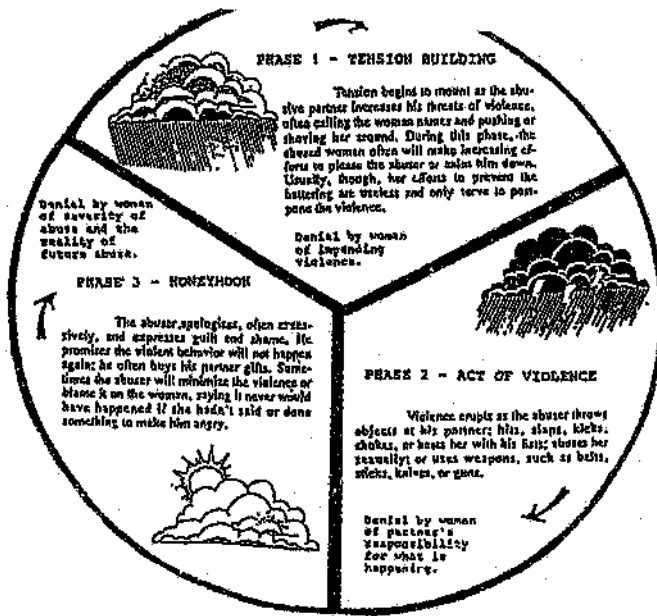 PHASE 1 - TENSION BUILDING
Tension begins to mount as the abu-
sive partner increases his threats of violence,
often calling the woman names and pushing or
shoving her around. During this phase, the
abused women often will make increasing ef-
forts to please the abuser or calm him down.
Usually, though, her efforts to prevent the
battering are useless and only serve to post-
pone the violence.
Denial by woman
of impending
violence.
PHASE 2 - ACT OF VIOLENCE
Violence erupts as the abuser throws
objects at his partner; hits, slaps, kicks,
chokes, or beats her with his fists; abuses her
sexually; or uses weapons, such as belts,
sticks, knives, or guns.
Denial by woman
of partner's
responsibility
for what is
happening.
PHASE 3 - HONEYMOON
The abuser apologizes, often exces-
sively, and expresses guilt and shame. He
promises the violent behavior will not happen
again; he often buys his partner gifts. Some-
times the abuser will minimize the violence or
blame it on the woman, saying it never would
have happened if she hadn't said or done
something to make him angry.
Denial by woman
of severity of
abuse and the
reality of
future abuse.